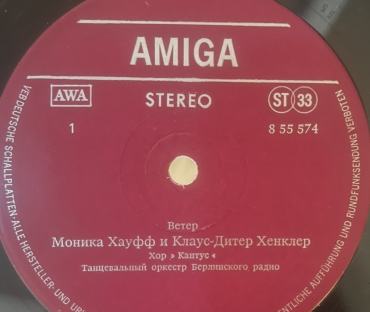 AMIGA
AWA
STEREO
ST 33
1
8 55 574
Ветер
Моника Хауфф и Клаус-Дитер Хенклер
Хор » Кантус «
Танцевальный оркестр Берлинского радио
VEB DEUTSCHE SCHALLPLATTEN·ALLE HERSTELLER- UND
ENTLICHE AUFFÜHRUNG UND RUNDFUNKSENDUNG VERBOTEN